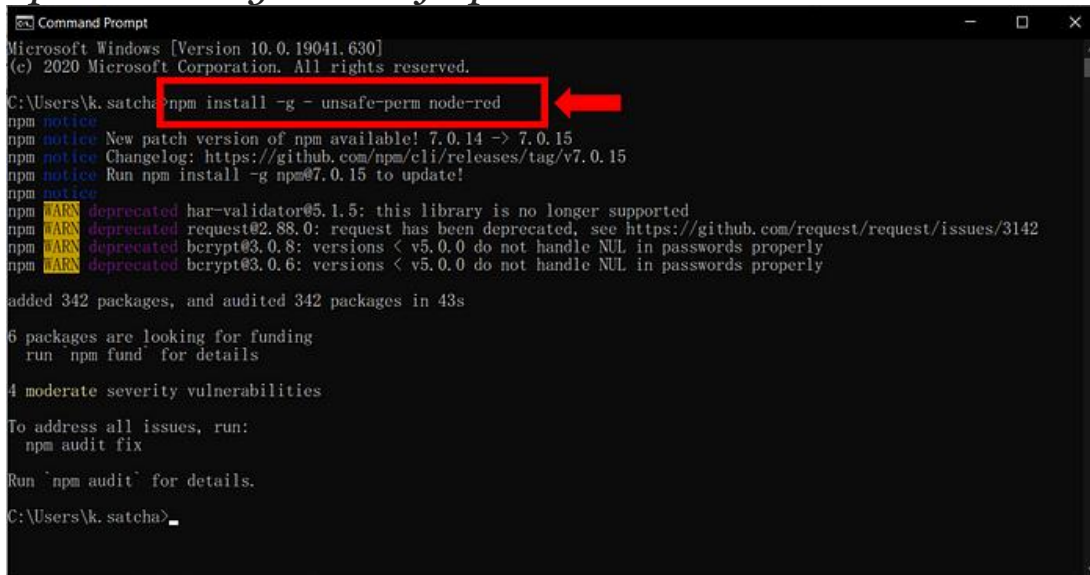 Command Prompt
Microsoft Windows [Version 10.0.19041.630]
(c) 2020 Microsoft Corporation. All rights reserved.
C:\Users\k.satcha>npm install -g - unsafe-perm node-red
npm notice
npm notice New patch version of npm available! 7.0.14 -> 7.0.15
npm notice Changelog: https://github.com/npm/cli/releases/tag/v7.0.15
npm notice Run npm install -g npm@7.0.15 to update!
npm notice
npm WARN deprecated har-validator@5.1.5: this library is no longer supported
npm WARN deprecated request@2.88.0: request has been deprecated, see https://github.com/request/request/issues/3142
npm WARN deprecated bcrypt@3.0.8: versions < v5.0.0 do not handle NUL in passwords properly
npm WARN deprecated bcrypt@3.0.6: versions < v5.0.0 do not handle NUL in passwords properly
added 342 packages, and audited 342 packages in 43s
6 packages are looking for funding
run `npm fund` for details
4 moderate severity vulnerabilities
To address all issues, run:
npm audit fix
Run `npm audit` for details.
C:\Users\k.satcha>